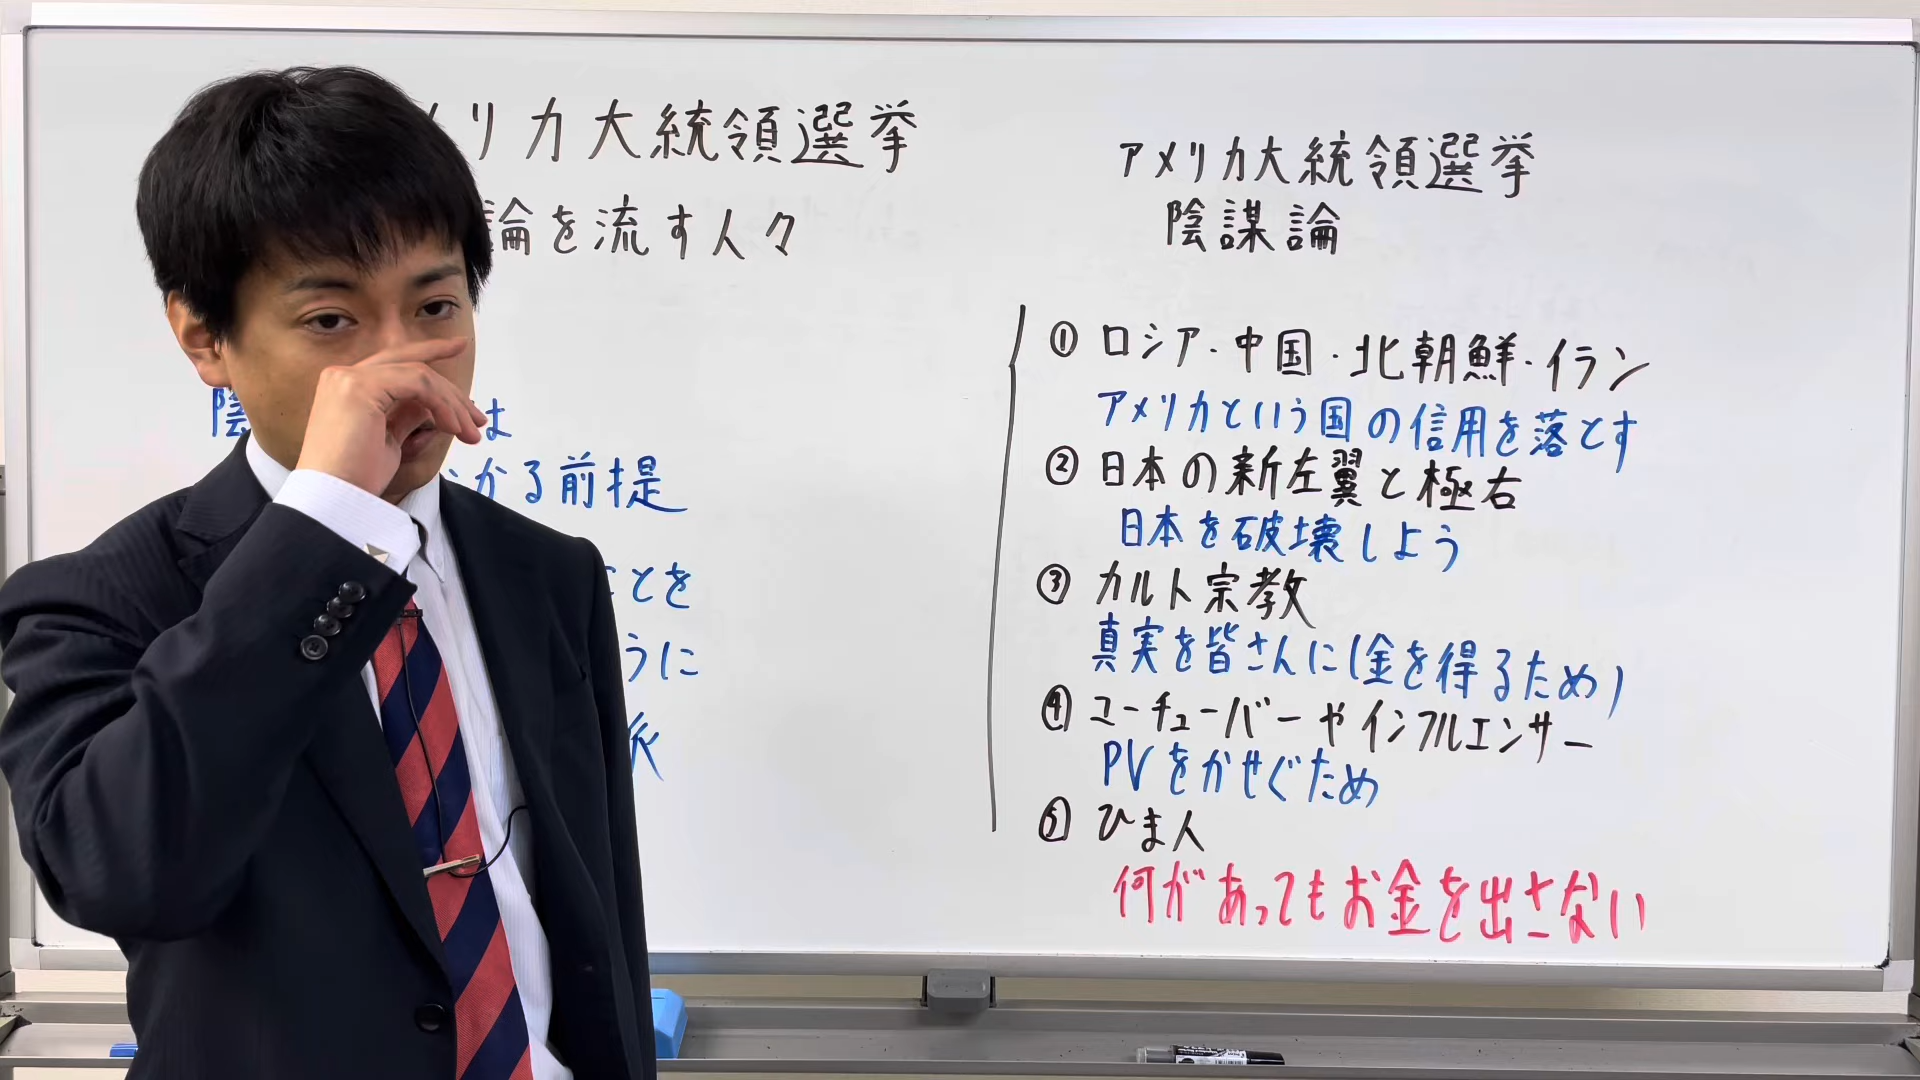 メリカ大統領選挙
論を流す人々
陰 は
かる前提
ことを
うに
派
アメリカ大統領選挙
陰謀論
① ロシア・中国・北朝鮮・イラン
アメリカという国の信用を落とす
② 日本の新左翼と極右
日本を破壊しよう
③ カルト宗教
真実を皆さんに(金を得るため)
④ ユーチューバーやインフルエンサー
PVをかせぐため
⑤ ひま人
何があってもお金を出さない